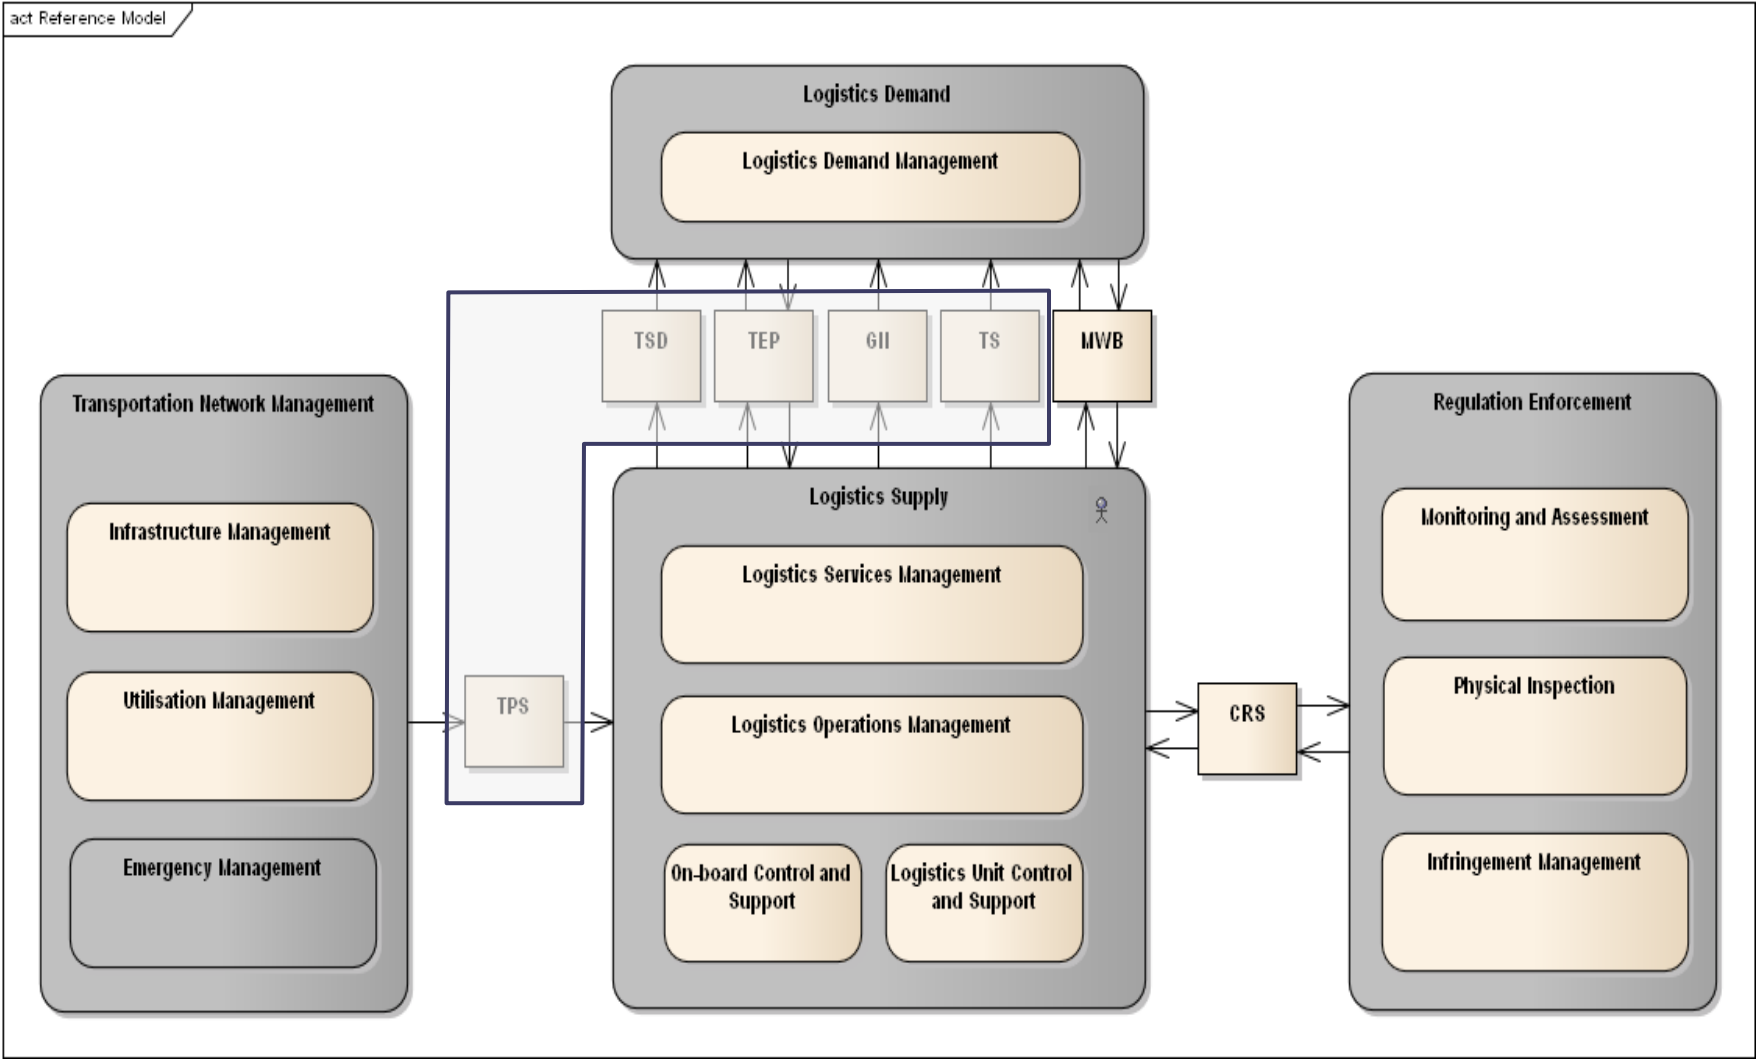 act Reference Model
Logistics Demand
Logistics Demand Management
TSD
TEP
GII
TS
MWB
Transportation Network Management
Infrastructure Management
Utilisation Management
Emergency Management
TPS
Logistics Supply
Logistics Services Management
Logistics Operations Management
On-board Control and
Support
Logistics Unit Control
and Support
CRS
Regulation Enforcement
Monitoring and Assessment
Physical Inspection
Infringement Management